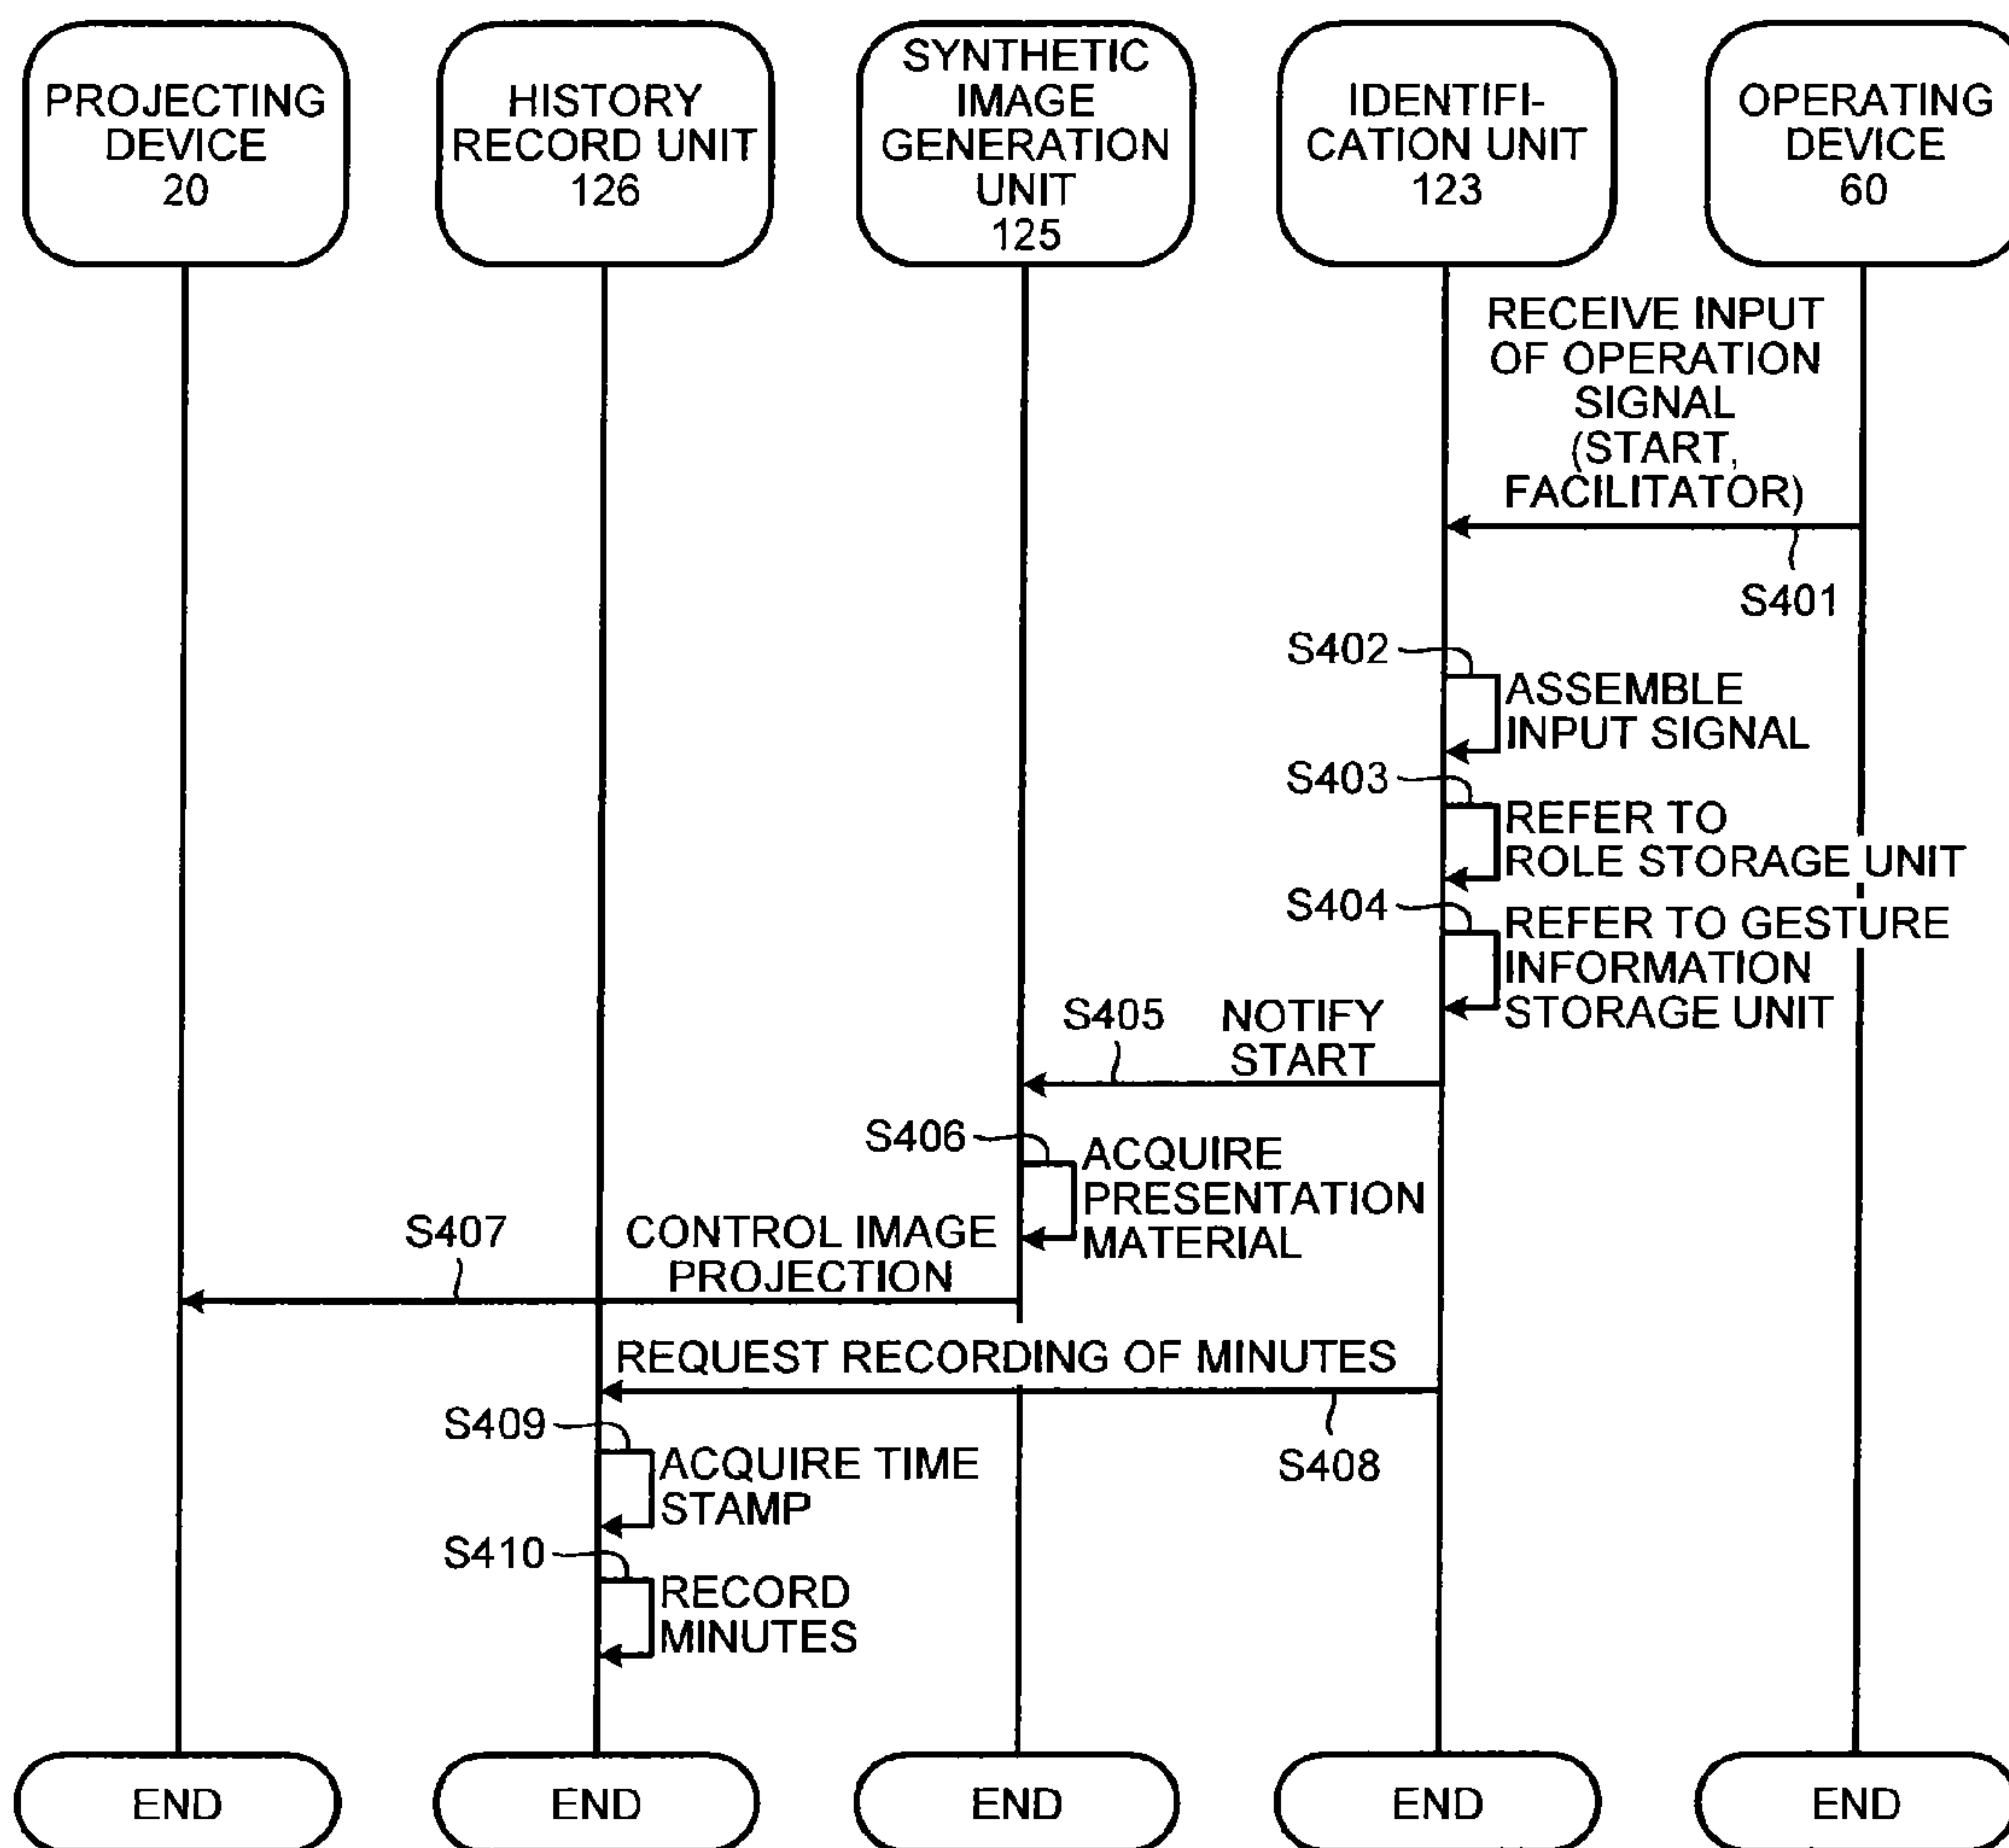 PROJECTING
DEVICE
20
HISTORY
RECORD UNIT
126
SYNTHETIC
IMAGE
GENERATION
UNIT
125
IDENTIFI-
CATION UNIT
123
OPERATING
DEVICE
60
RECEIVE INPUT
OF OPERATION
SIGNAL
(START,
FACILITATOR)
S401
S402
ASSEMBLE
INPUT SIGNAL
S403
REFER TO
ROLE STORAGE UNIT
S404
REFER TO GESTURE
INFORMATION
STORAGE UNIT
S405
NOTIFY
START
S406
ACQUIRE
PRESENTATION
MATERIAL
S407
CONTROL IMAGE
PROJECTION
REQUEST RECORDING OF MINUTES
S408
S409
ACQUIRE TIME
STAMP
S410
RECORD
MINUTES
END
END
END
END
END